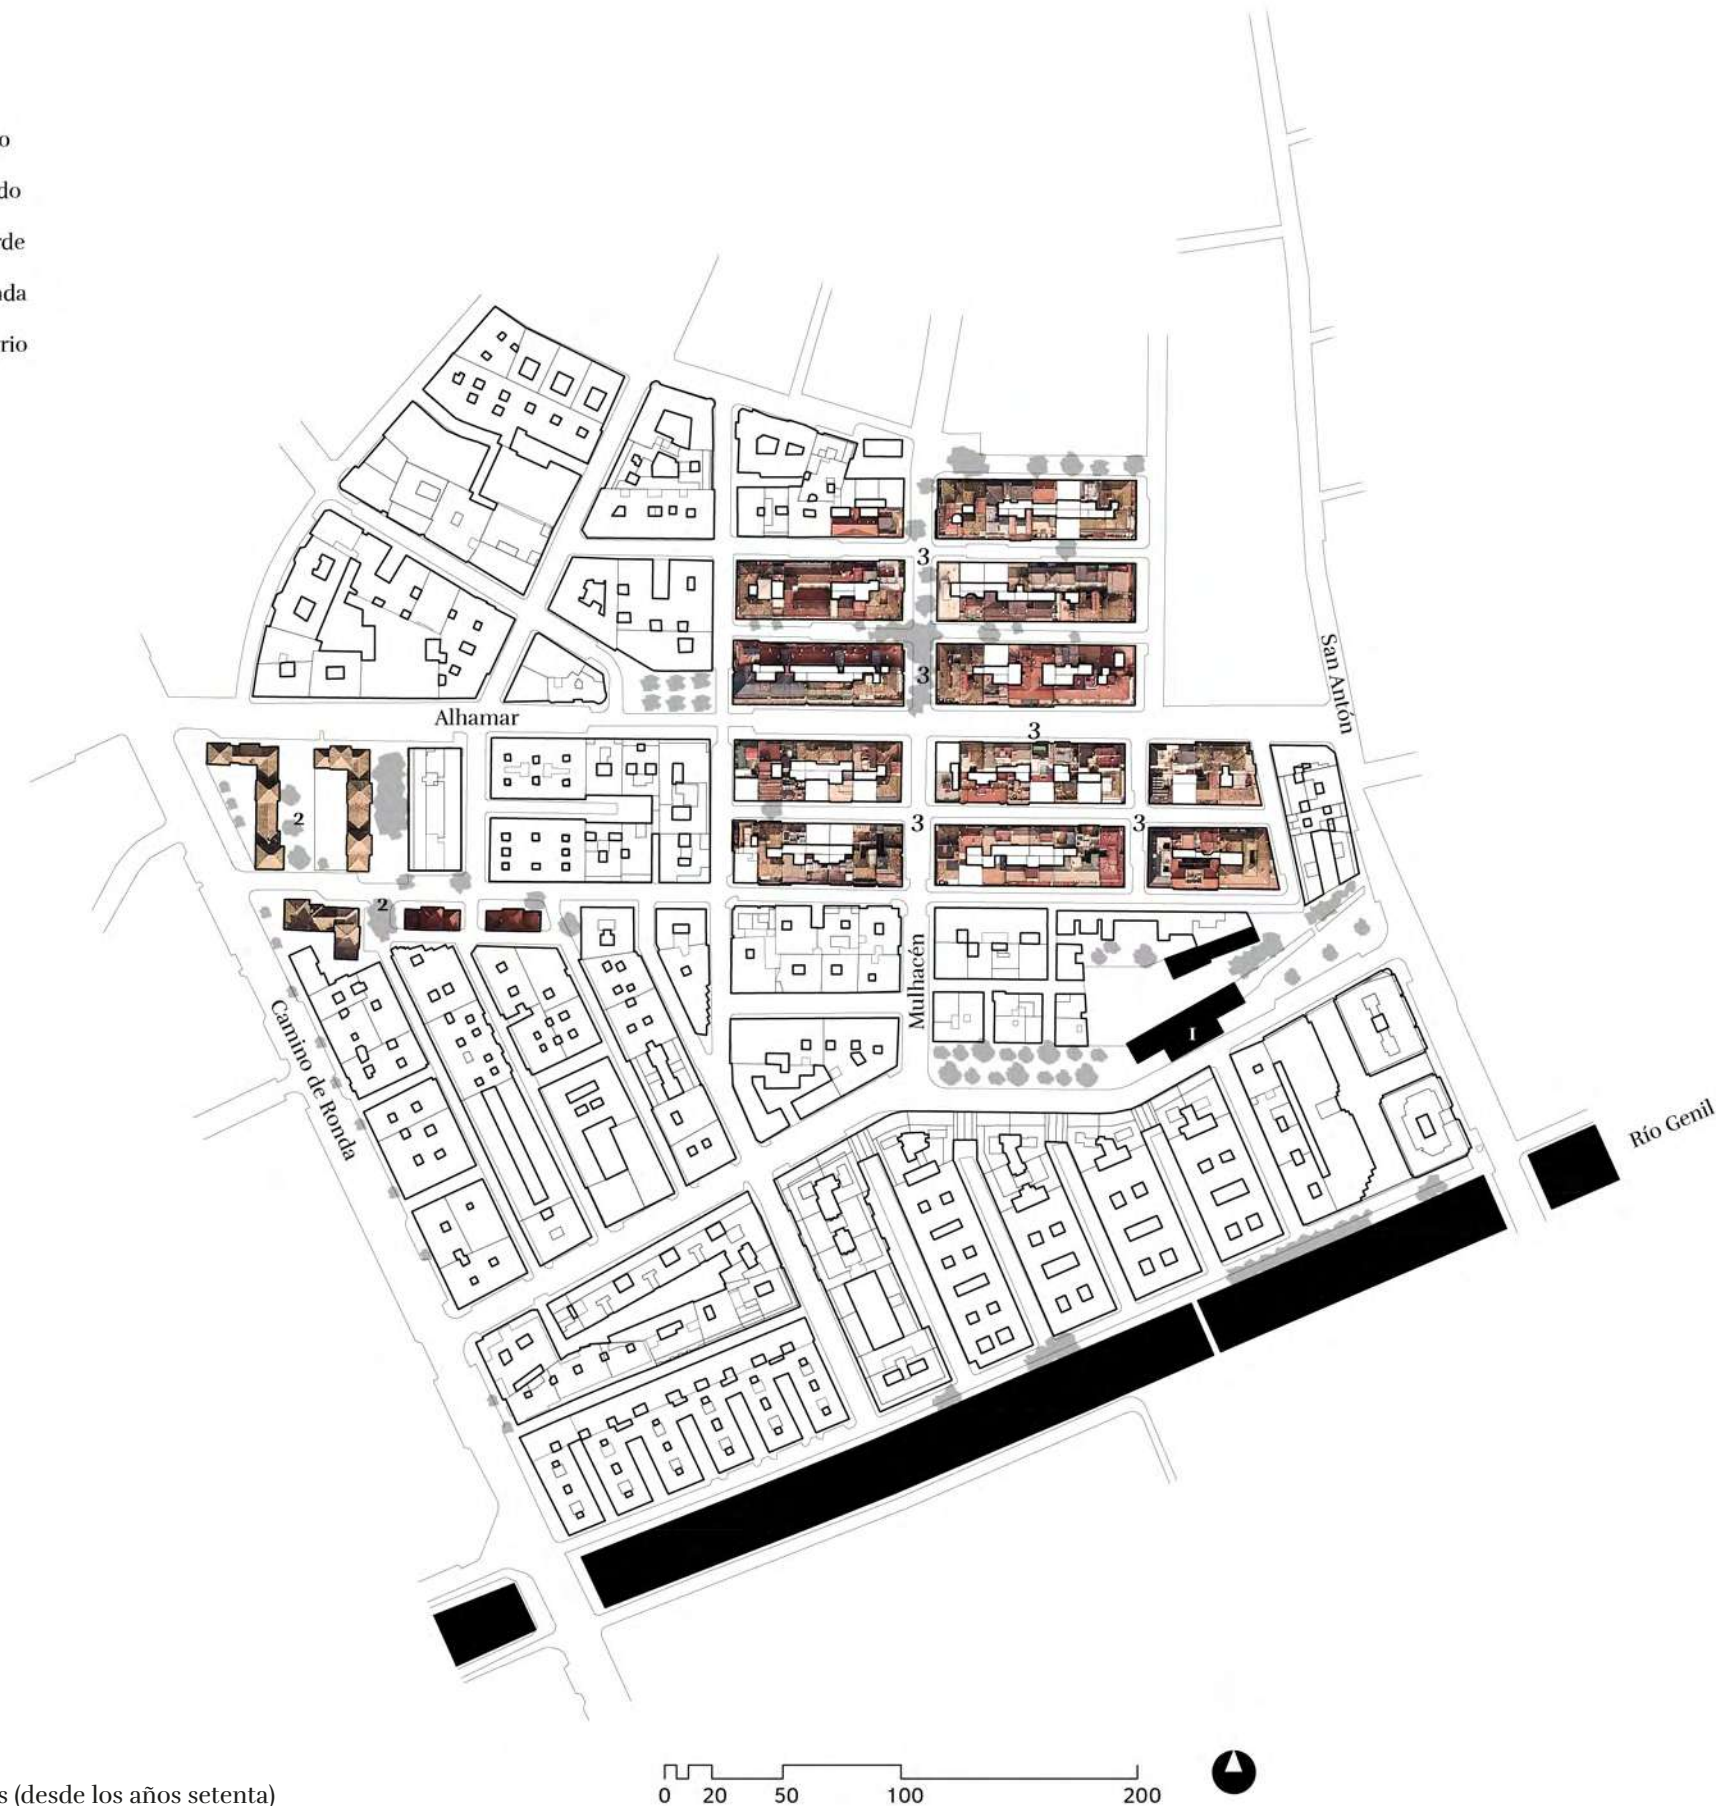 o
do
rde
nda
rio
3
San Antón
3
Alhamar
3
2
3
3
2
Mulhacén
Camino de Ronda
I
Río Genil
s (desde los años setenta)
0 20 50 100 200